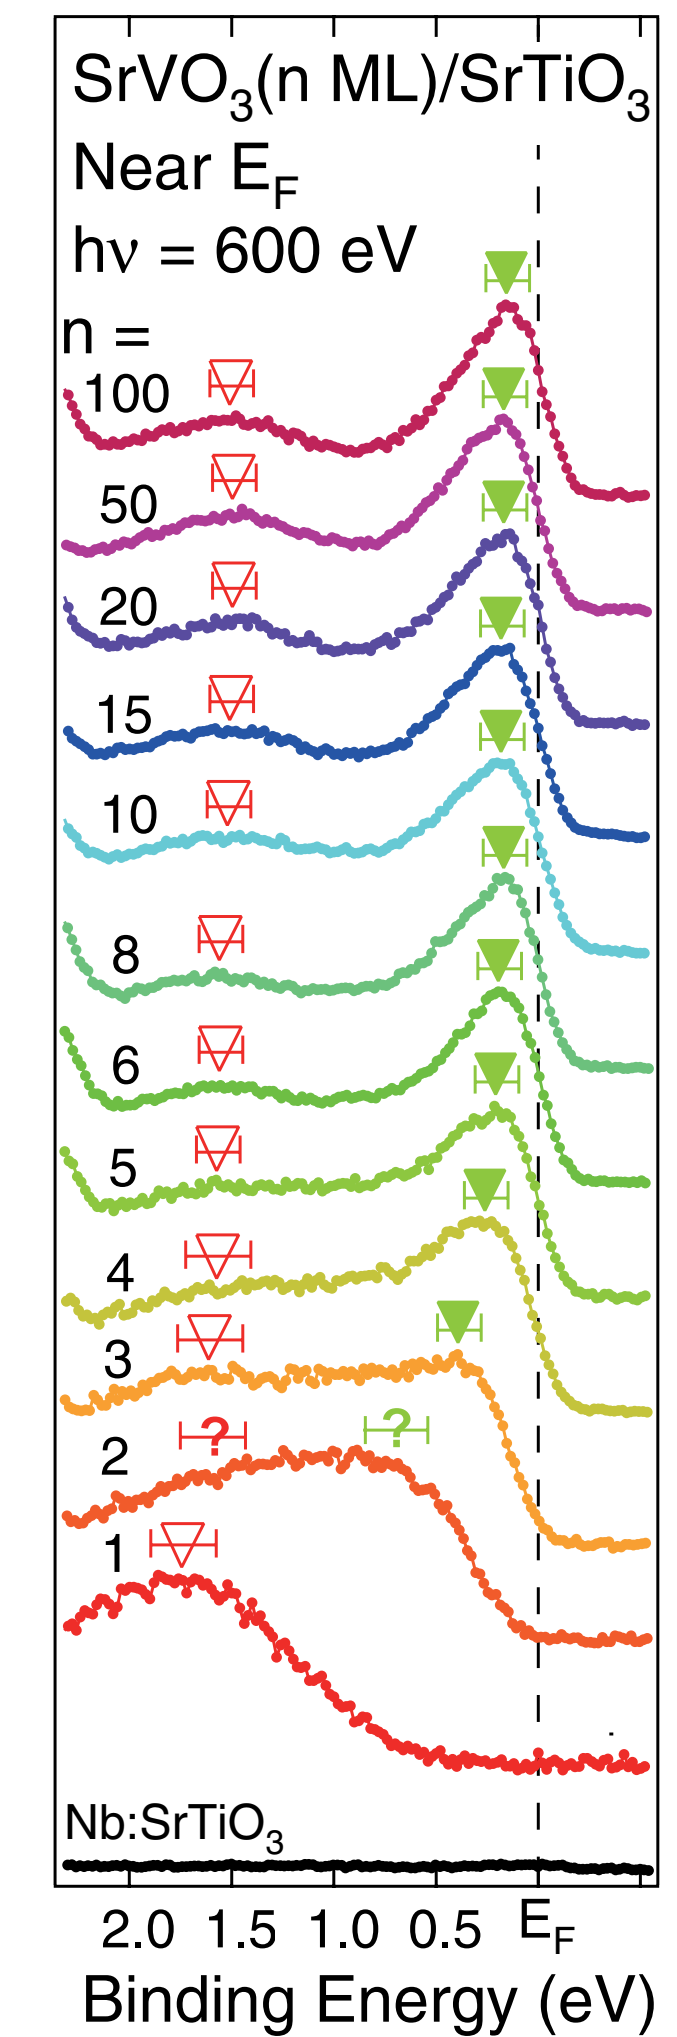 SrVO3(n ML)/SrTiO3
Near EF
hν = 600 eV
n =
100
50
20
15
10
8
6
5
4
3
? ?
2
1
Nb:SrTiO3
2.0 1.5 1.0 0.5 EF
Binding Energy (eV)